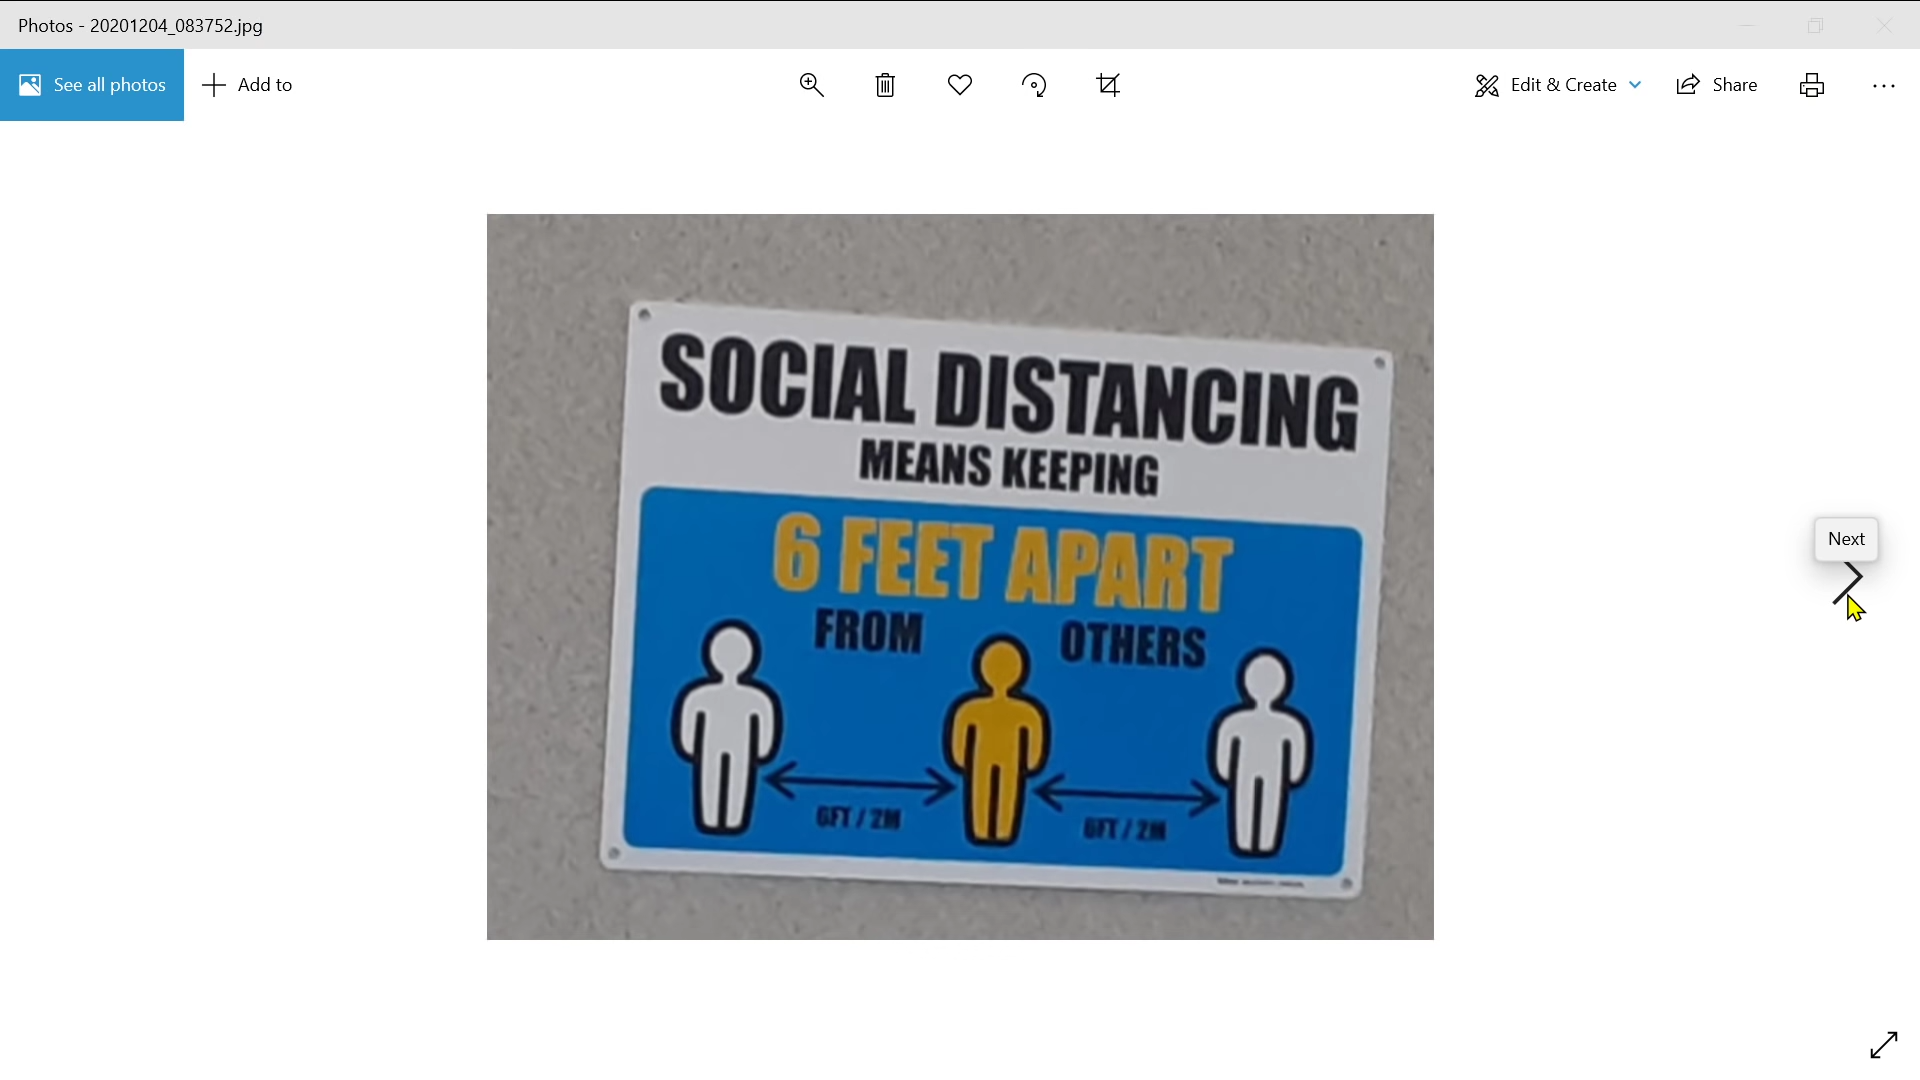 Photos - 20201204_083752.jpg
See all photos
Add to
Edit & Create
Share
SOCIAL DISTANCING
MEANS KEEPING
6 FEET APART
FROM OTHERS
6FT / 2M 6FT / 2M
Next